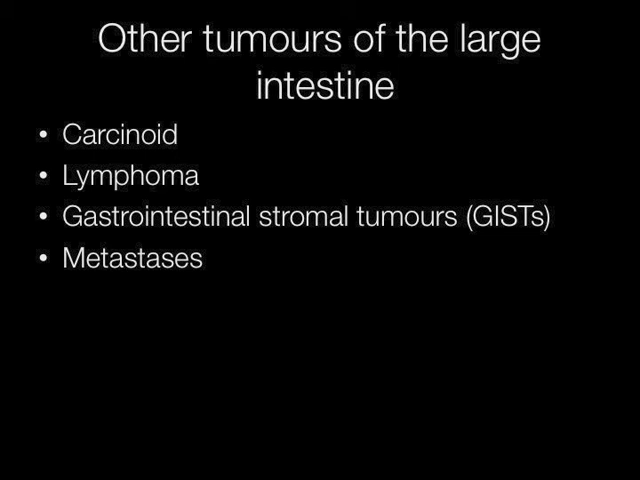 Other tumours of the large
intestine
• Carcinoid
• Lymphoma
• Gastrointestinal stromal tumours (GISTs)
• Metastases